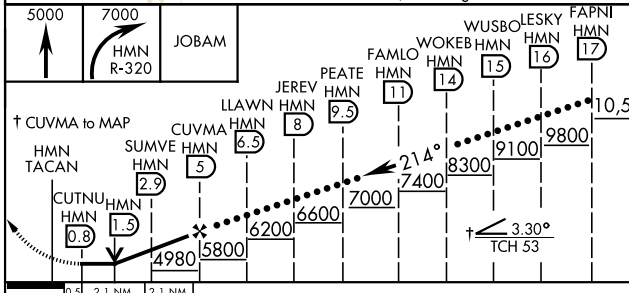 5000
7000
HMN
R-320
JOBAM
† CUVMA to MAP
HMN
TACAN
CUTNU
HMN
0.8
HMN
1.5
SUMVE
HMN
2.9
CUVMA
HMN
5
LLAWN
HMN
6.5
JEREV
HMN
8
PEATE
HMN
9.5
FAMLO
HMN
11
WOKEB
HMN
14
WUSBO
HMN
15
LESKY
HMN
16
FAPNI
HMN
17
214°
4980
5800
6200
6600
7000
7400
8300
9100
9800
10,5
† 3.30°
TCH 53
0.5
2.1 NM
2.1 NM